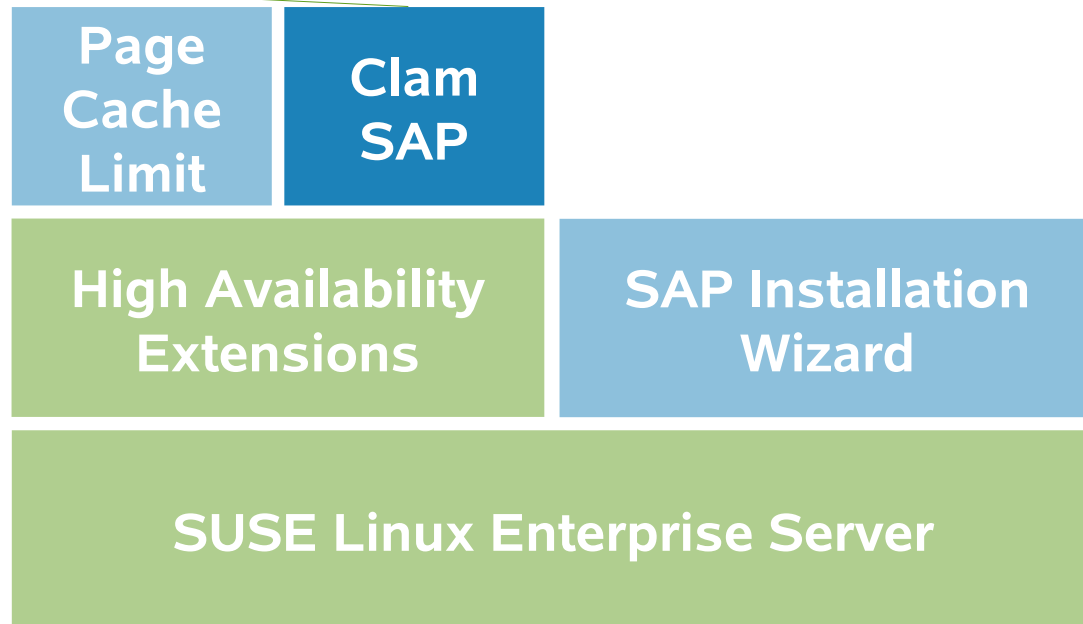 Page
Cache
Limit
Clam
SAP
High Availability
Extensions
SAP Installation
Wizard
SUSE Linux Enterprise Server